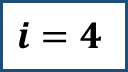 i = 4